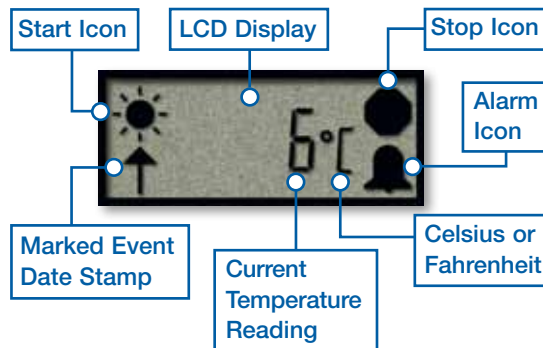 Start Icon
LCD Display
Stop Icon
Alarm
Icon
6°C
Marked Event
Date Stamp
Current
Temperature
Reading
Celsius or
Fahrenheit